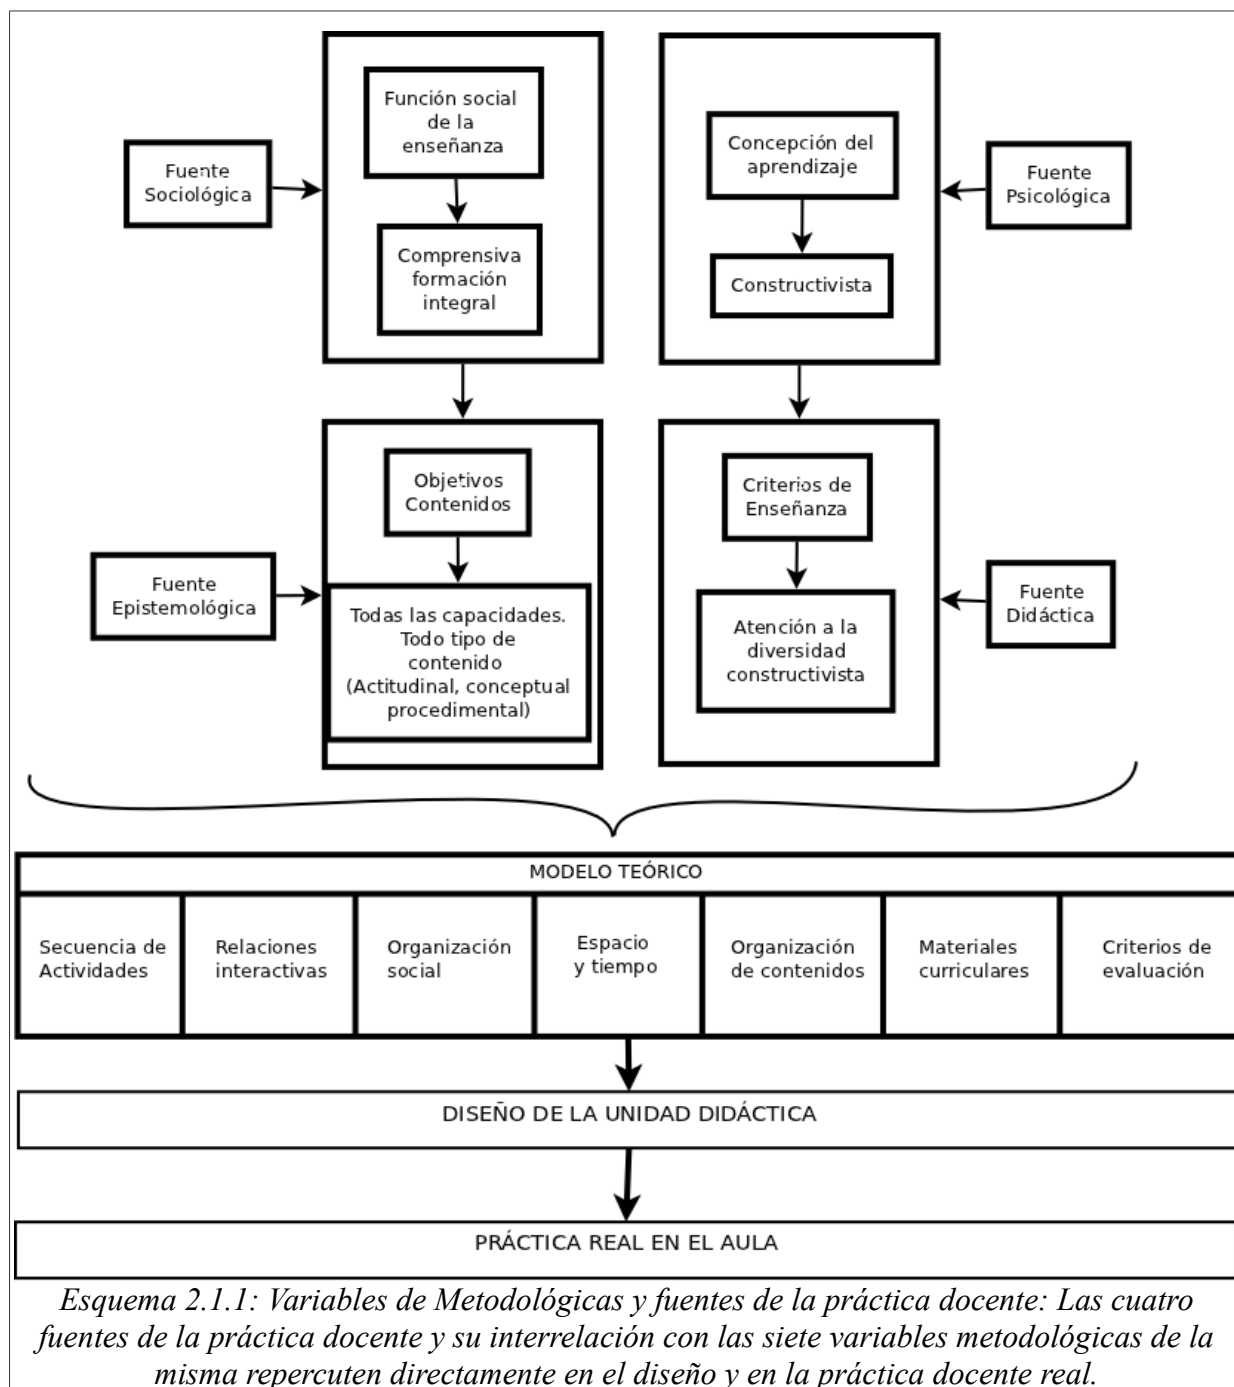 Función social
de la
enseñanza
Fuente
Sociológica
Comprensiva
formación
integral
Concepción del
aprendizaje
Constructivista
Fuente
Psicológica
Objetivos
Contenidos
Fuente
Epistemológica
Todas las capacidades.
Todo tipo de
contenido
(Actitudinal, conceptual
procedimental)
Criterios de
Enseñanza
Atención a la
diversidad
constructivista
Fuente
Didáctica
MODELO TEÓRICO
Secuencia de
Actividades
Relaciones
interactivas
Organización
social
Espacio
y tiempo
Organización
de contenidos
Materiales
curriculares
Criterios de
evaluación
DISEÑO DE LA UNIDAD DIDÁCTICA
PRÁCTICA REAL EN EL AULA
Esquema 2.1.1: Variables de Metodológicas y fuentes de la práctica docente: Las cuatro
fuentes de la práctica docente y su interrelación con las siete variables metodológicas de la
misma repercuten directamente en el diseño y en la práctica docente real.